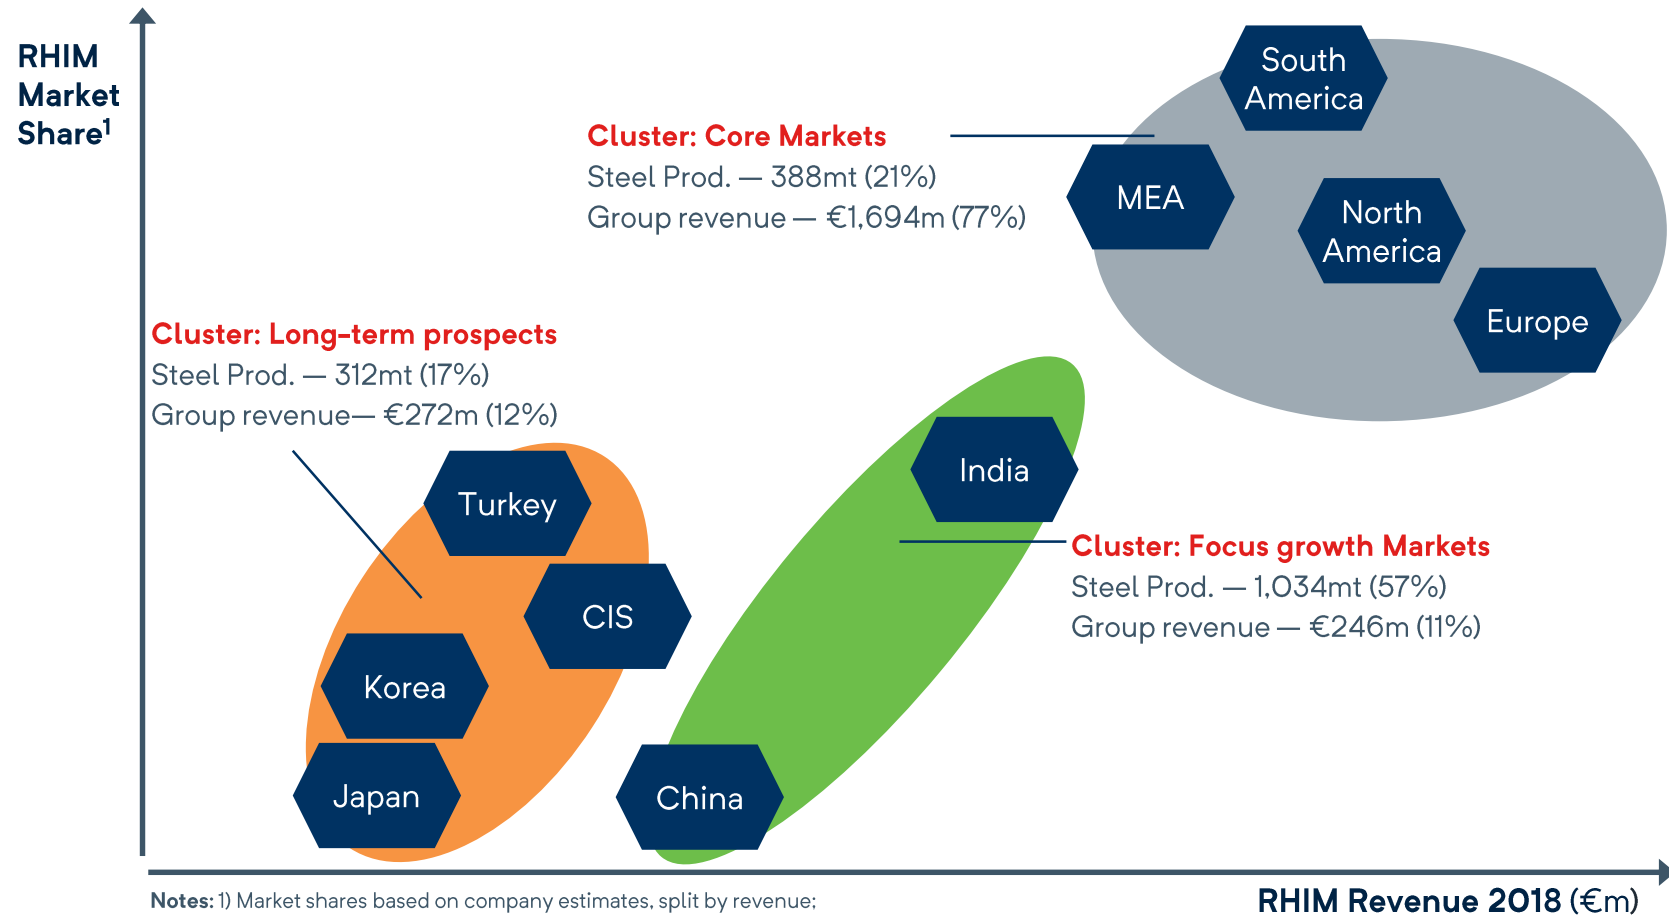 RHIM
Market
Share¹
South
America
Cluster: Core Markets
Steel Prod. — 388mt (21%)
Group revenue — €1,694m (77%)
MEA
North
America
Europe
Cluster: Long-term prospects
Steel Prod. — 312mt (17%)
Group revenue— €272m (12%)
Turkey
CIS
Korea
Japan
India
Cluster: Focus growth Markets
Steel Prod. — 1,034mt (57%)
Group revenue — €246m (11%)
China
RHIM Revenue 2018 (€m)
Notes: 1) Market shares based on company estimates, split by revenue;